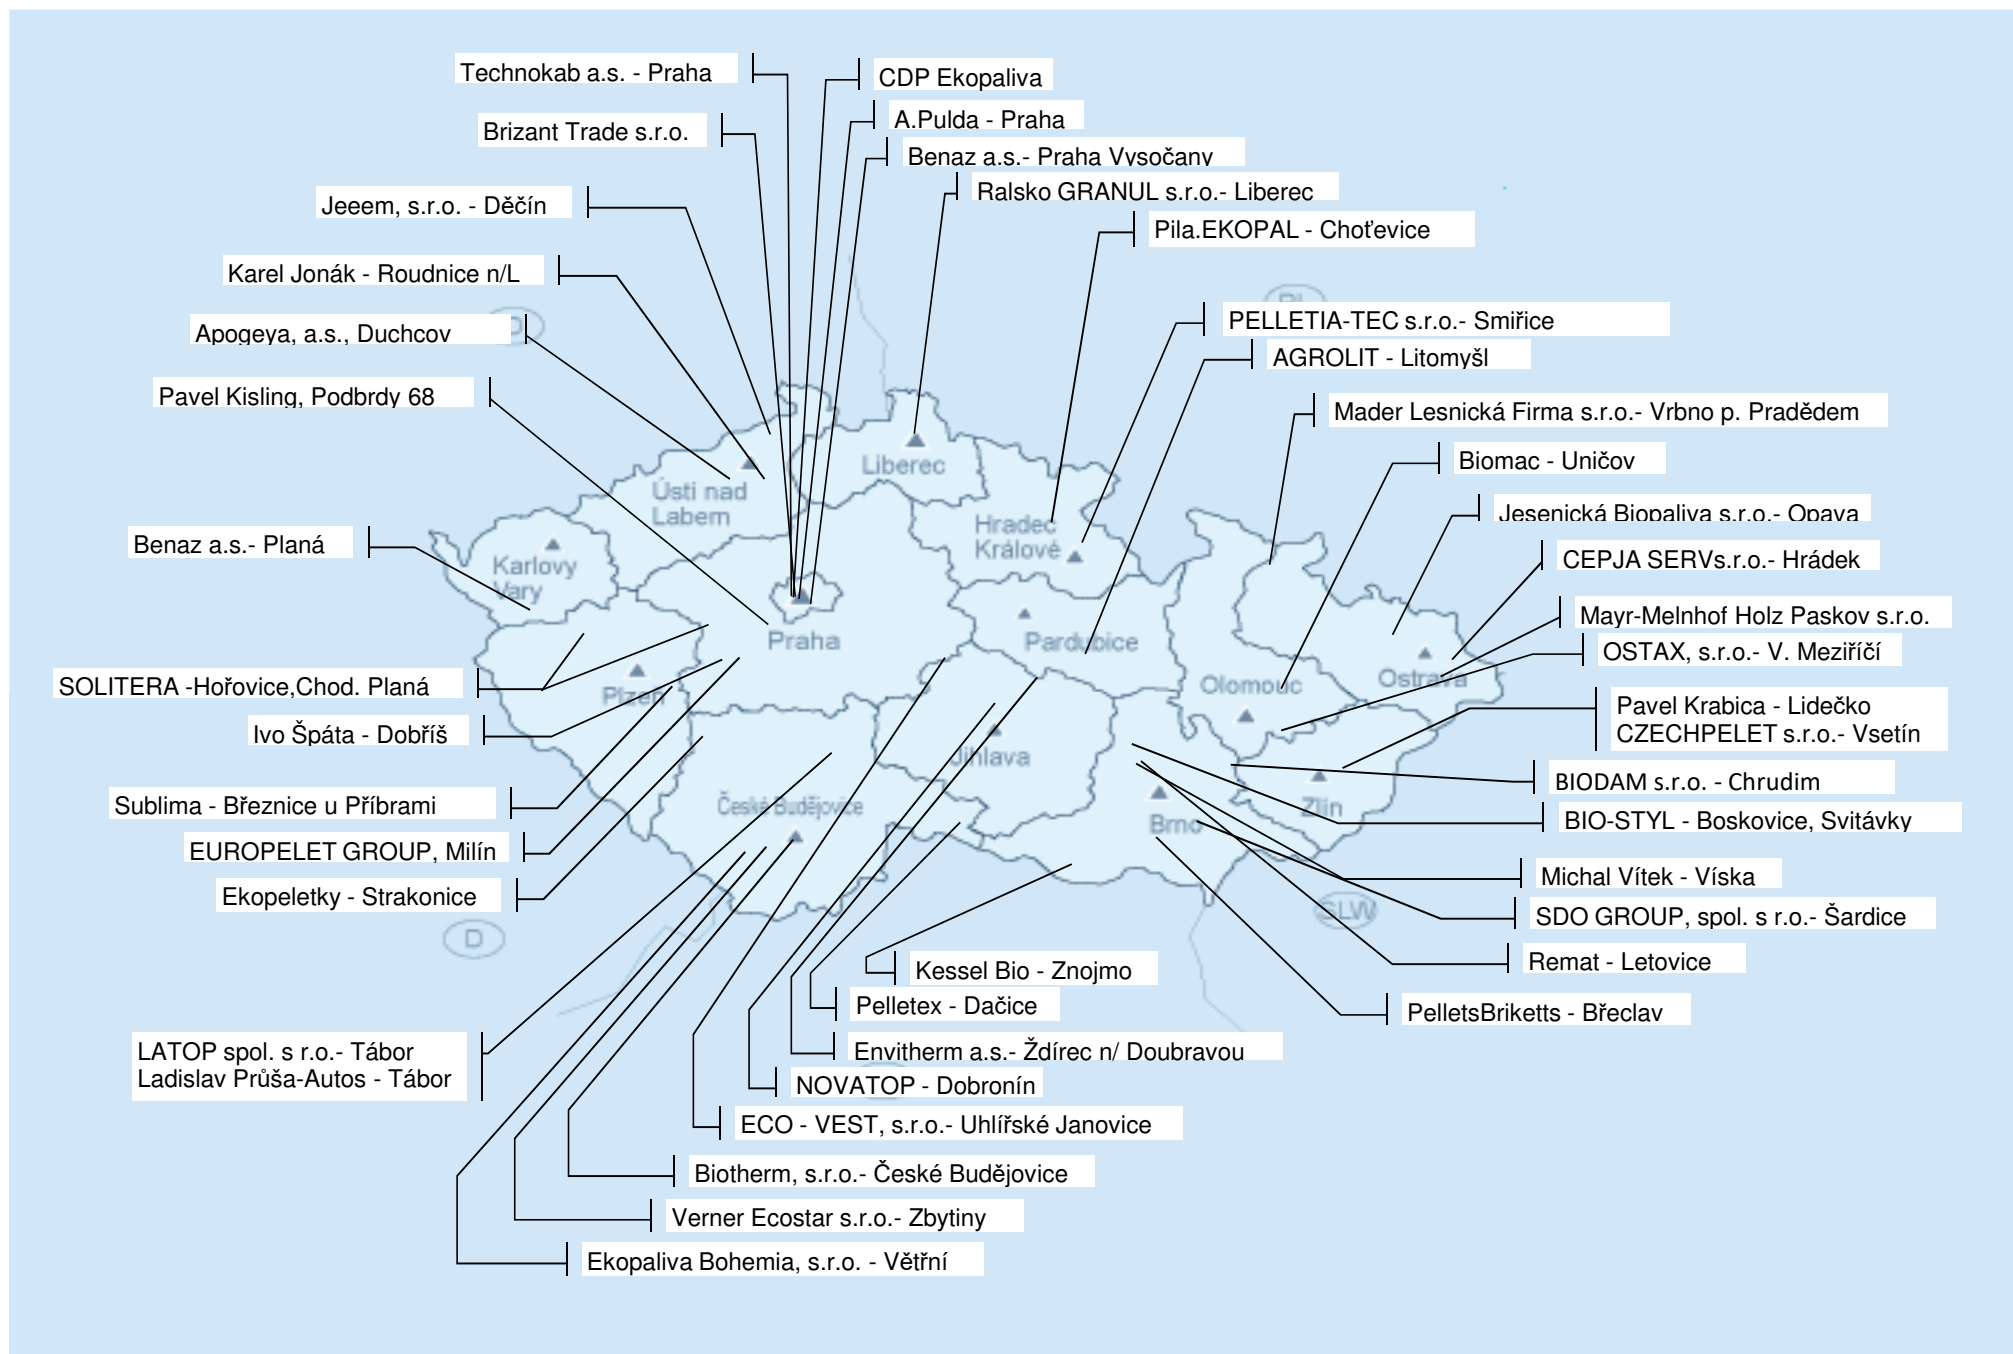 Technokab a.s. - Praha
CDP Ekopaliva
Brizant Trade s.r.o.
A.Pulda - Praha
Benaz a.s.- Praha Vysočany
Ralsko GRANUL s.r.o.- Liberec
Jeeem, s.r.o. - Děčín
Pila.EKOPAL - Choťevice
Karel Jonák - Roudnice n/L
Apogeya, a.s., Duchcov
PELLETIA-TEC s.r.o.- Smiřice
AGROLIT - Litomyšl
Pavel Kisling, Podbrdy 68
Mader Lesnická Firma s.r.o.- Vrbno p. Pradědem
Biomac - Uničov
Jesenická Biopaliva s.r.o.- Opava
Benaz a.s.- Planá
CEPJA SERVs.r.o.- Hrádek
Mayr-Melnhof Holz Paskov s.r.o.
OSTAX, s.r.o.- V. Meziříčí
SOLITERA -Hořovice,Chod. Planá
Pavel Krabica - Lidečko
CZECHPELET s.r.o.- Vsetín
Ivo Špáta - Dobříš
BIODAM s.r.o. - Chrudim
Sublima - Březnice u Příbrami
BIO-STYL - Boskovice, Svitávky
EUROPELET GROUP, Milín
Michal Vítek - Víska
Ekopeletky - Strakonice
SDO GROUP, spol. s r.o.- Šardice
Remat - Letovice
Kessel Bio - Znojmo
Pelletex - Dačice
PelletsBriketts - Břeclav
LATOP spol. s r.o.- Tábor
Ladislav Průša-Autos - Tábor
Envitherm a.s.- Ždírec n/ Doubravou
NOVATOP - Dobronín
ECO - VEST, s.r.o.- Uhlířské Janovice
Biotherm, s.r.o.- České Budějovice
Verner Ecostar s.r.o.- Zbytiny
Ekopaliva Bohemia, s.r.o. - Větřní
Liberec
Ústi nad
Labem
Hradec
Králové
Karlovy
Vary
Praha
Pardubice
Plzeň
Olomouc
Ostrava
Jihlava
České Budějovice
Brno
Zlín
D
SLW